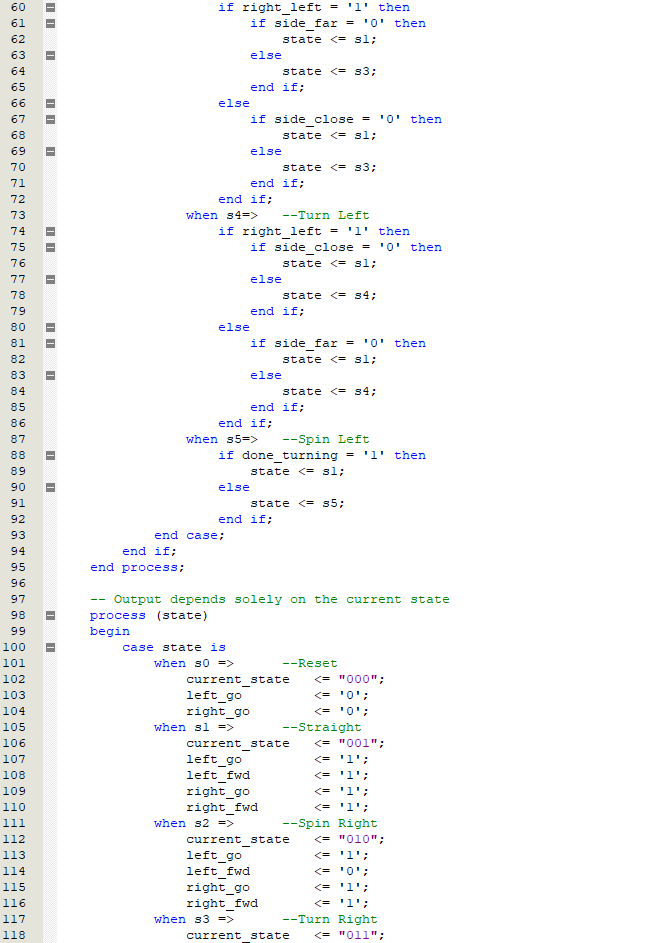 60 if right_left = '1' then
61 if side_far = '0' then
62 state <= s1;
63 else
64 state <= s3;
65 end if;
66 else
67 if side_close = '0' then
68 state <= s1;
69 else
70 state <= s3;
71 end if;
72 end if;
73 when s4=> --Turn Left
74 if right_left = '1' then
75 if side_close = '0' then
76 state <= s1;
77 else
78 state <= s4;
79 end if;
80 else
81 if side_far = '0' then
82 state <= s1;
83 else
84 state <= s4;
85 end if;
86 end if;
87 when s5=> --Spin Left
88 if done_turning = '1' then
89 state <= s1;
90 else
91 state <= s5;
92 end if;
93 end case;
94 end if;
95 end process;
96
97 -- Output depends solely on the current state
98 process (state)
99 begin
100 case state is
101 when s0 => --Reset
102 current_state <= "000";
103 left_go <= '0';
104 right_go <= '0';
105 when s1 => --Straight
106 current_state <= "001";
107 left_go <= '1';
108 left_fwd <= '1';
109 right_go <= '1';
110 right_fwd <= '1';
111 when s2 => --Spin Right
112 current_state <= "010";
113 left_go <= '1';
114 left_fwd <= '0';
115 right_go <= '1';
116 right_fwd <= '1';
117 when s3 => --Turn Right
118 current_state <= "011";